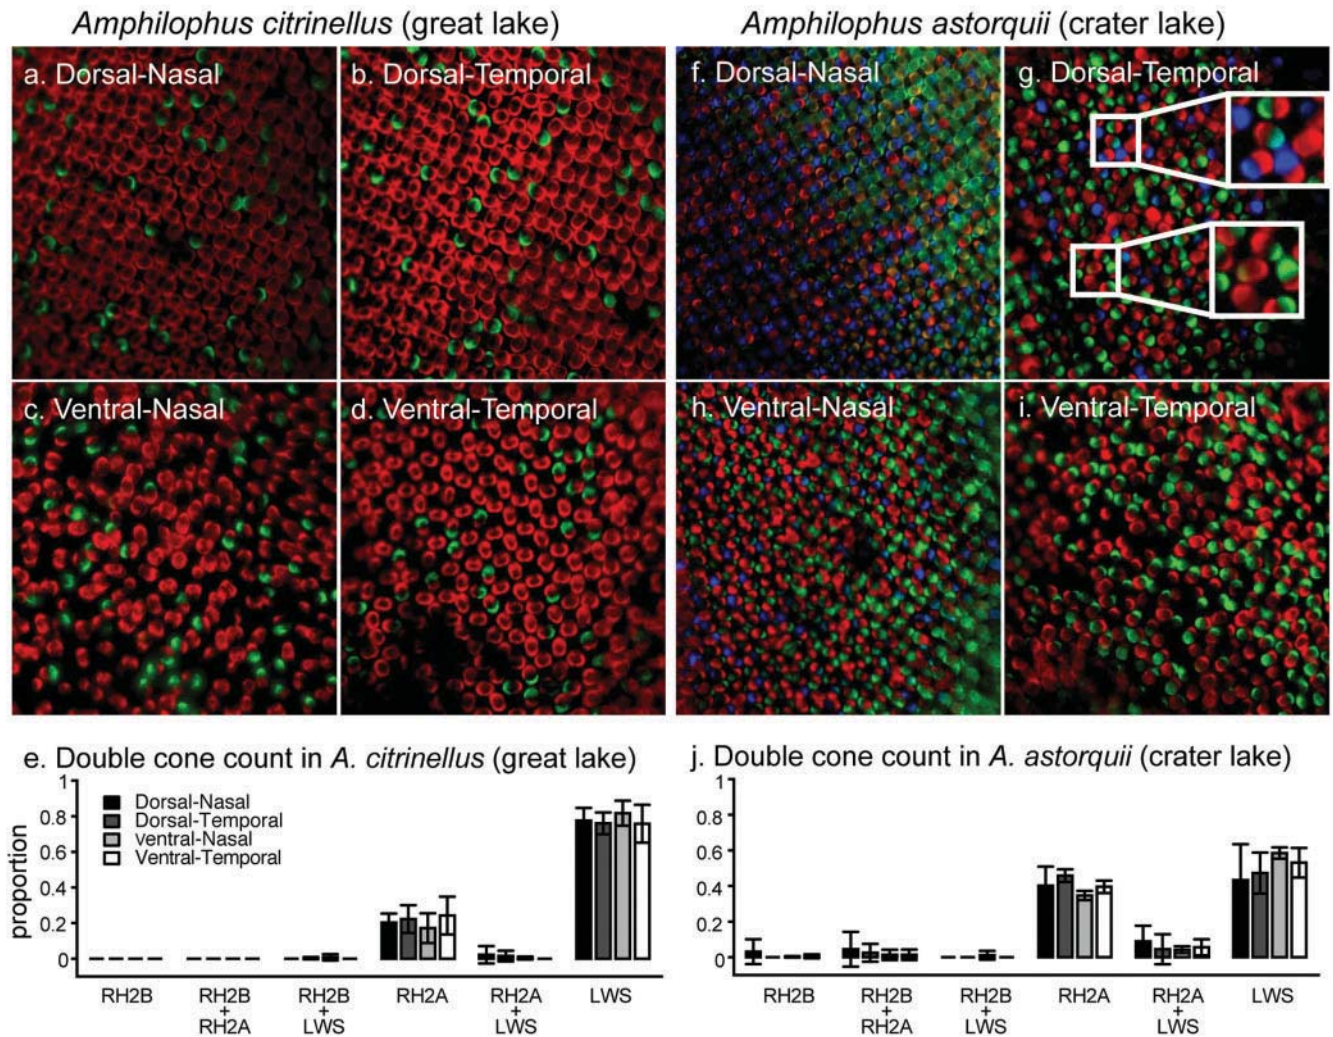 Amphilophus citrinellus (great lake)
Amphilophus astorquii (crater lake)
a. Dorsal-Nasal
b. Dorsal-Temporal
f. Dorsal-Nasal
g. Dorsal-Temporal
c. Ventral-Nasal
d. Ventral-Temporal
h. Ventral-Nasal
i. Ventral-Temporal
e. Double cone count in A. citrinellus (great lake)
1
0.8
0.6
0.4
0.2
0
proportion
Dorsal-Nasal
Dorsal-Temporal
ventral-Nasal
Ventral-Temporal
RH2B
RH2B
+
RH2A
RH2B
+
LWS
RH2A
RH2A
+
LWS
LWS
j. Double cone count in A. astorquii (crater lake)
1
0.8
0.6
0.4
0.2
0
RH2B
RH2B
+
RH2A
RH2B
+
LWS
RH2A
RH2A
+
LWS
LWS